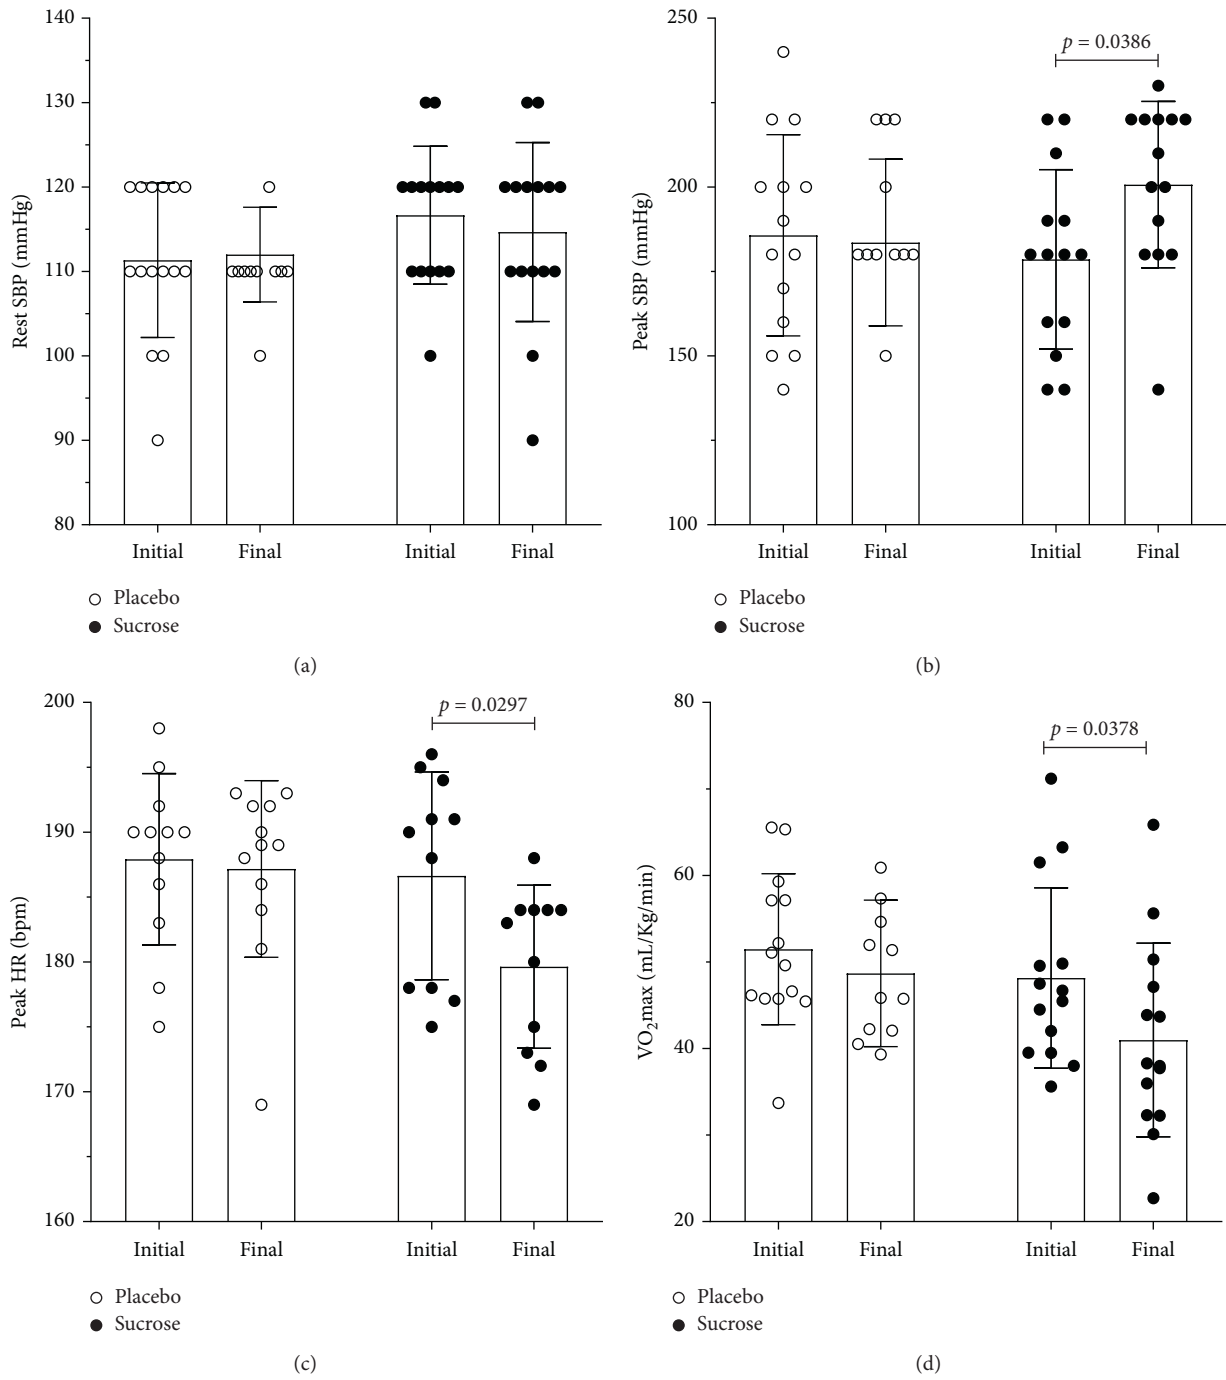 140
130
120
110
100
90
80
Rest SBP (mmHg)
Initial Final Initial Final
Placebo
Sucrose
(a)
250
200
150
100
Peak SBP (mmHg)
p = 0.0386
Initial Final Initial Final
Placebo
Sucrose
(b)
200
190
180
170
160
Peak HR (bpm)
p = 0.0297
Initial Final Initial Final
Placebo
Sucrose
(c)
80
60
40
20
VO₂max (mL/Kg/min)
p = 0.0378
Initial Final Initial Final
Placebo
Sucrose
(d)